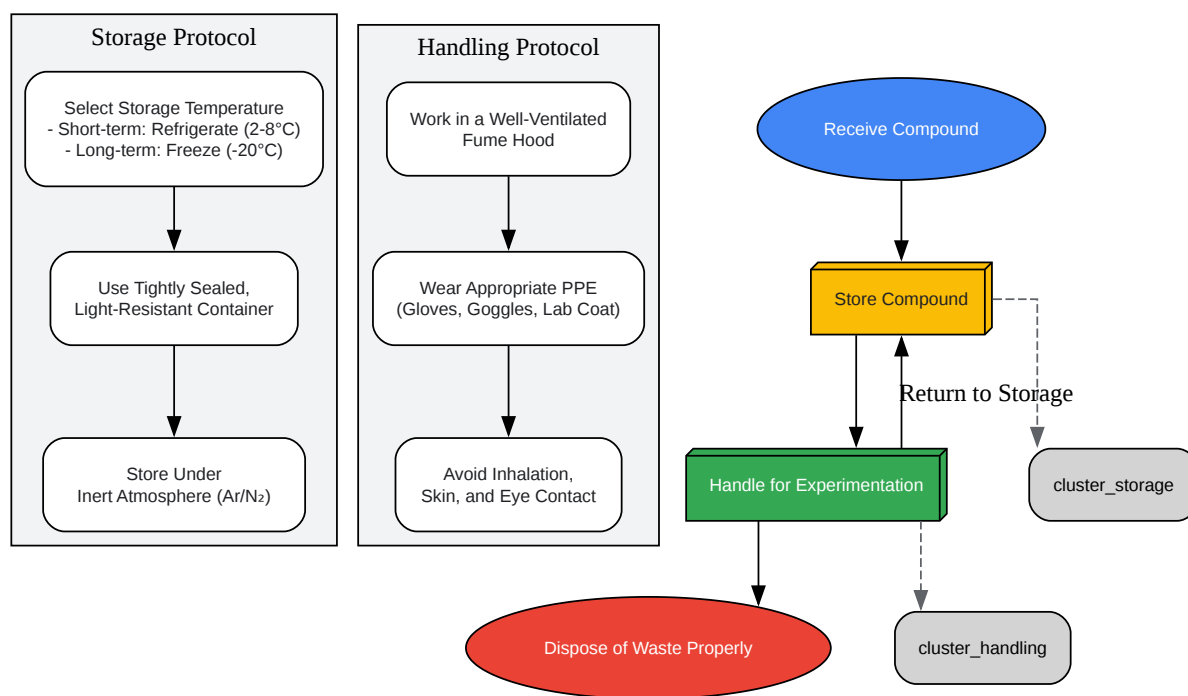 Storage Protocol
Select Storage Temperature
- Short-term: Refrigerate (2-8°C)
- Long-term: Freeze (-20°C)
Use Tightly Sealed,
Light-Resistant Container
Store Under
Inert Atmosphere (Ar/N₂)
Handling Protocol
Work in a Well-Ventilated
Fume Hood
Wear Appropriate PPE
(Gloves, Goggles, Lab Coat)
Avoid Inhalation,
Skin, and Eye Contact
Receive Compound
Store Compound
Return to Storage
Handle for Experimentation
cluster_storage
Dispose of Waste Properly
cluster_handling